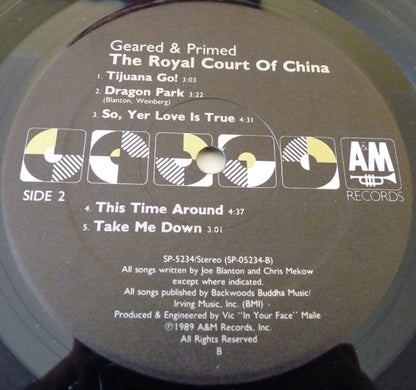 Geared & Primed
The Royal Court Of China
1. Tijuana Go! 3:03
2. Dragon Park 3:22
(Blanton, Weinberg)
3. So, Yer Love Is True 4:31
A&M
SIDE 2
RECORDS
4. This Time Around 4:37
5. Take Me Down 3.01
SP-5234/Stereo (SP-05234-B)
All songs written by Joe Blanton and Chris Mekow
except where indicated.
All songs published by Backwoods Buddha Music/
Irving Music, Inc. (BMI)
Produced & Engineered by Vic "In Your Face" Maile
℗1989 A&M Records, Inc.
All Rights Reserved
B